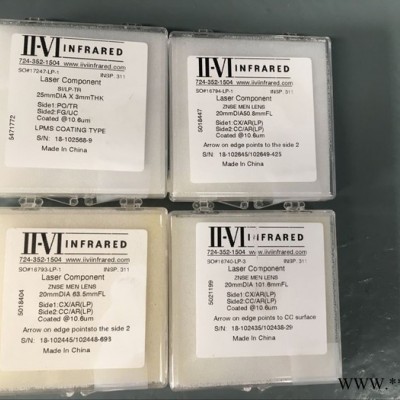 II-VI INFRARED
724-352-1504 www.iiviinfrared.com
SO#17247-LP-1 INSP. 311
Laser Component
SI/LP-TR
25mmDIA X 3mmTHK
Side1:PO/TR
Side2:FG/UC
Coated @10.6um
LPMS COATING TYPE
S/N: 18-102568-9
Made In China
5471772
II-VI INFRARED
724-352-1504 www.iiviinfrared.com
SO#16794-LP-1 INSP. 311
Laser Component
ZNSE MEN LENS
20mmDIA50.8mmFL
Side1:CX/AR(LP)
Side2:CC/AR(LP)
Coated @10.6um
Arrow on edge points to the side 2
S/N: 18-102645/102649-425
Made In China
5018447
II-VI INFRARED
724-352-1504 www.iiviinfrared.com
SO#16793-LP-1 INSP. 311
Laser Component
ZNSE MEN LENS
20mmDIA 63.5mmFL
Side1:CX/AR(LP)
Side2:CC/AR(LP)
Coated @10.6um
Arrow on edge pointsto the side 2
S/N: 18-102445/102448-693
Made In China
5018404
II-VI INFRARED
724-352-1504 www.iiviinfrared.com
SO#16740-LP-3 INSP. 311
Laser Component
ZNSE MEN LENS
20mmDIA 101.6mmFL
Side1:CX/AR(LP)
Side2:CC/AR(LP)
Coated @10.6um
Arrow on edge points to CC surface
S/N: 18-102435/102438-29
Made In China
5021199
www.